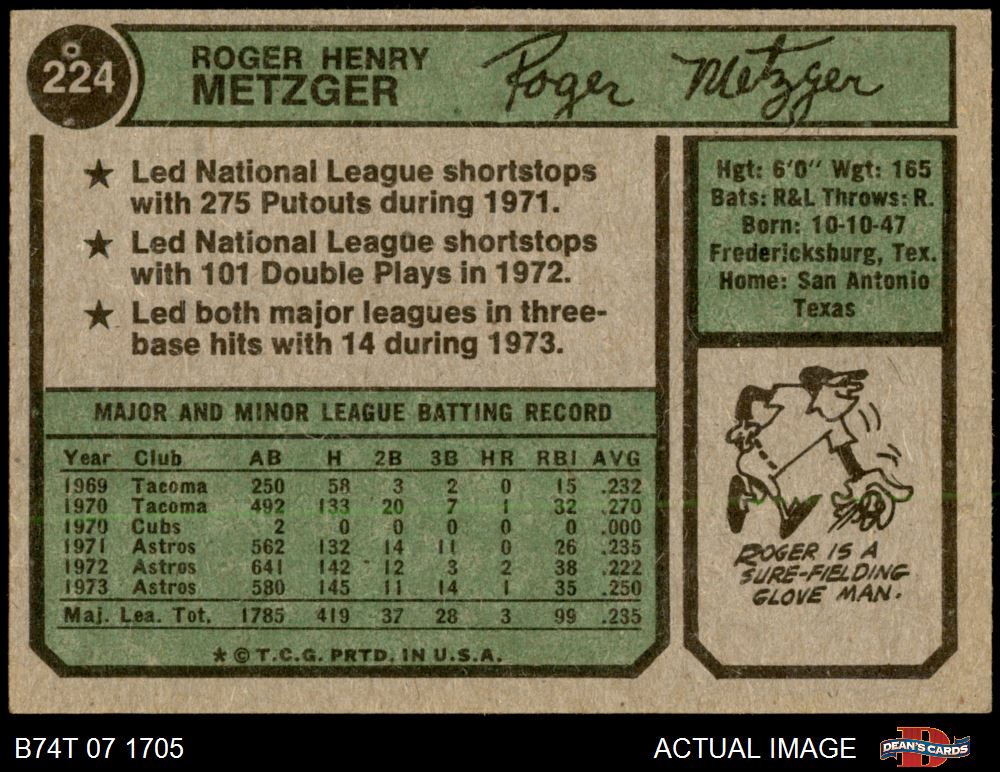 224
ROGER HENRY
METZGER
Roger Metzger
★ Led National League shortstops
with 275 Putouts during 1971.
★ Led National League shortstops
with 101 Double Plays in 1972.
★ Led both major leagues in three-
base hits with 14 during 1973.
Hgt: 6'0" Wgt: 165
Bats: R&L Throws: R.
Born: 10-10-47
Fredericksburg, Tex.
Home: San Antonio
Texas
MAJOR AND MINOR LEAGUE BATTING RECORD
Year Club AB H 2B 3B HR RBI AVG
1969 Tacoma 250 58 3 2 0 15 .232
1970 Tacoma 492 133 20 7 1 32 .270
1970 Cubs 2 0 0 0 0 0 .000
1971 Astros 562 132 14 11 0 26 .235
1972 Astros 641 142 12 3 2 38 .222
1973 Astros 580 145 11 14 1 35 .250
Maj. Lea. Tot. 1785 419 37 28 3 99 .235
* © T.C.G. PRTD. IN U.S.A.
ROGER IS A
SURE-FIELDING
GLOVE MAN.
B74T 07 1705
ACTUAL IMAGE
DEAN'S CARDS